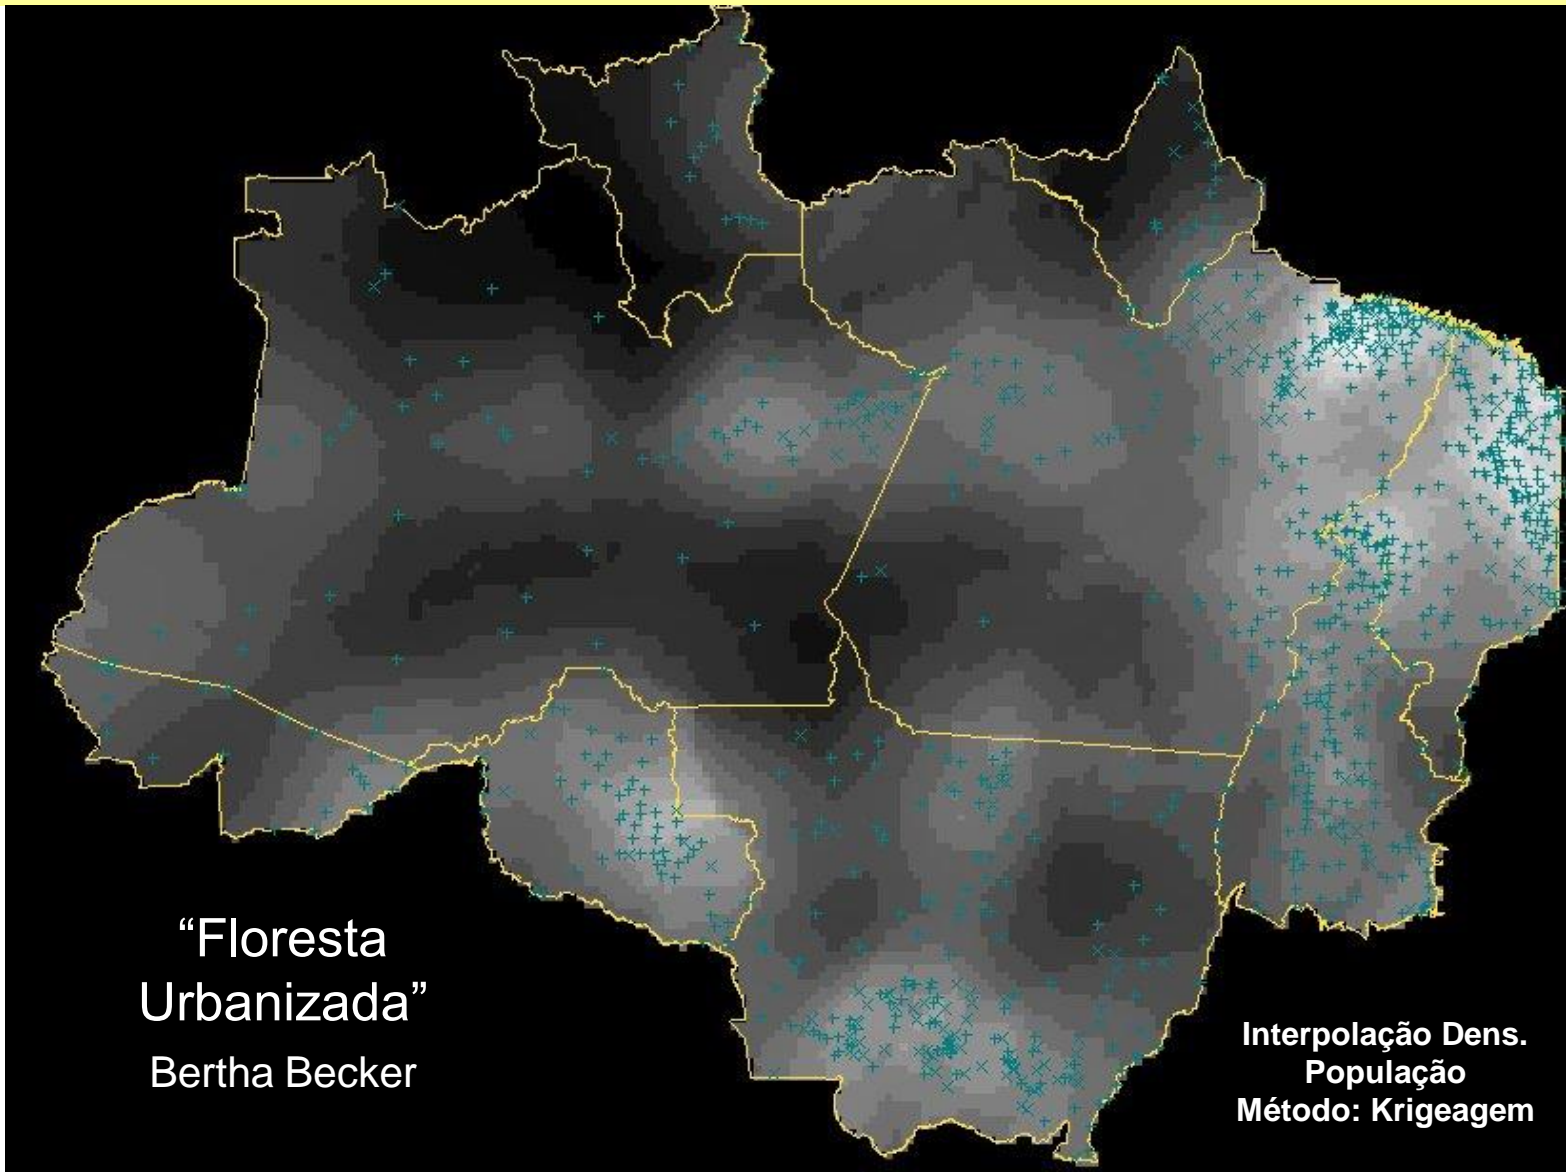 “Floresta
Urbanizada”
Bertha Becker
Interpolação Dens.
População
Método: Krigeagem